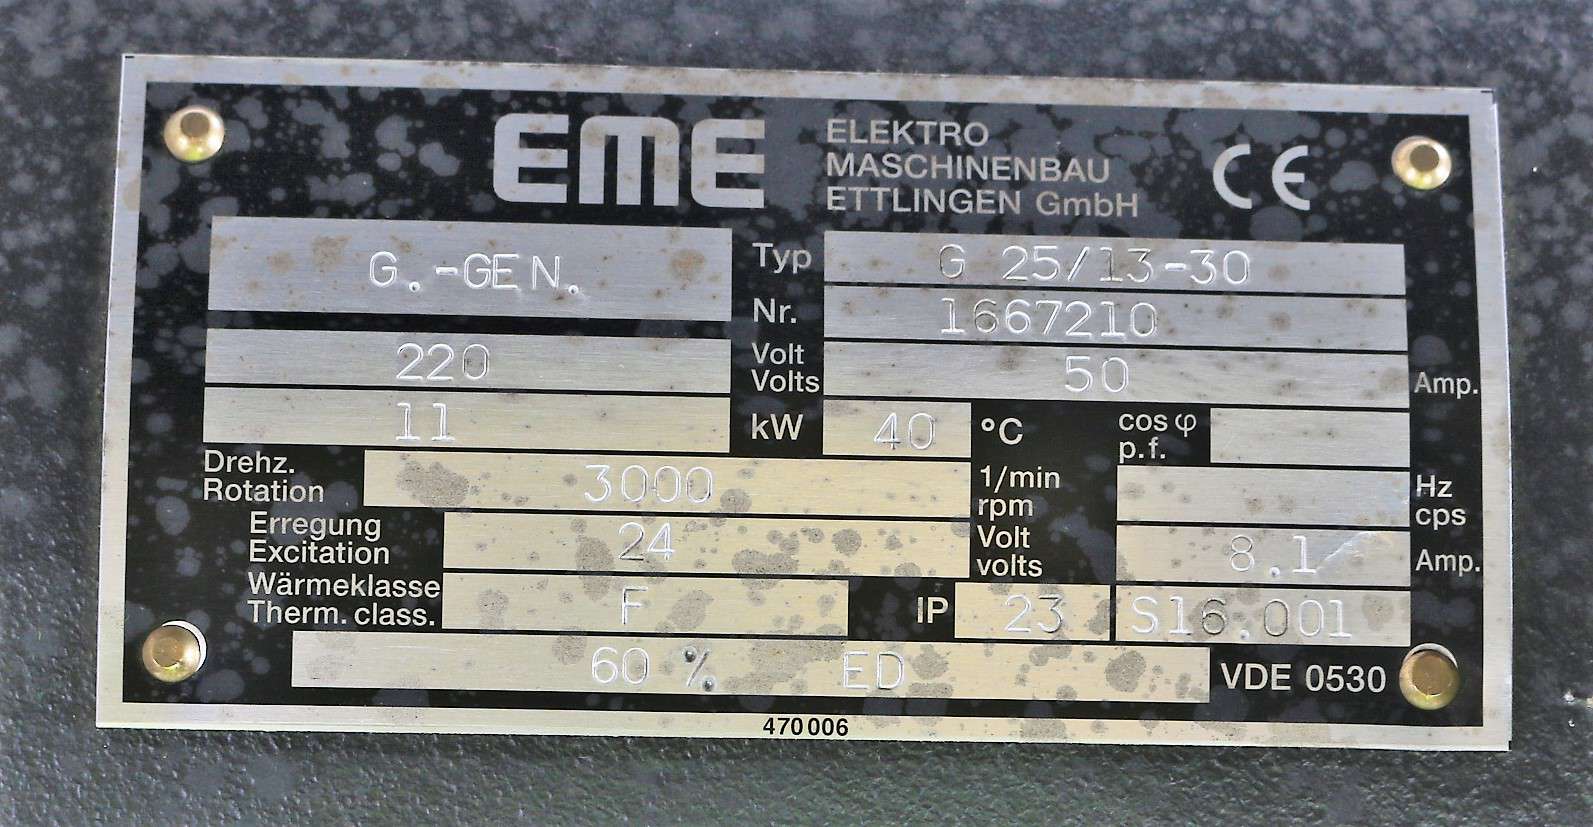 EME
ELEKTRO
MASCHINENBAU
ETTLINGEN GmbH
CE
G.-GEN.
Typ G 25/13-30
Nr. 1667210
220 Volt Volts 50 Amp.
11 kW 40 °C cos φ p.f.
Drehz. Rotation 3000 1/min rpm Hz cps
Erregung Excitation 24 Volt volts 8.1 Amp.
Wärmeklasse Therm. class. F IP 23 S16.001
60 % ED VDE 0530
470 006